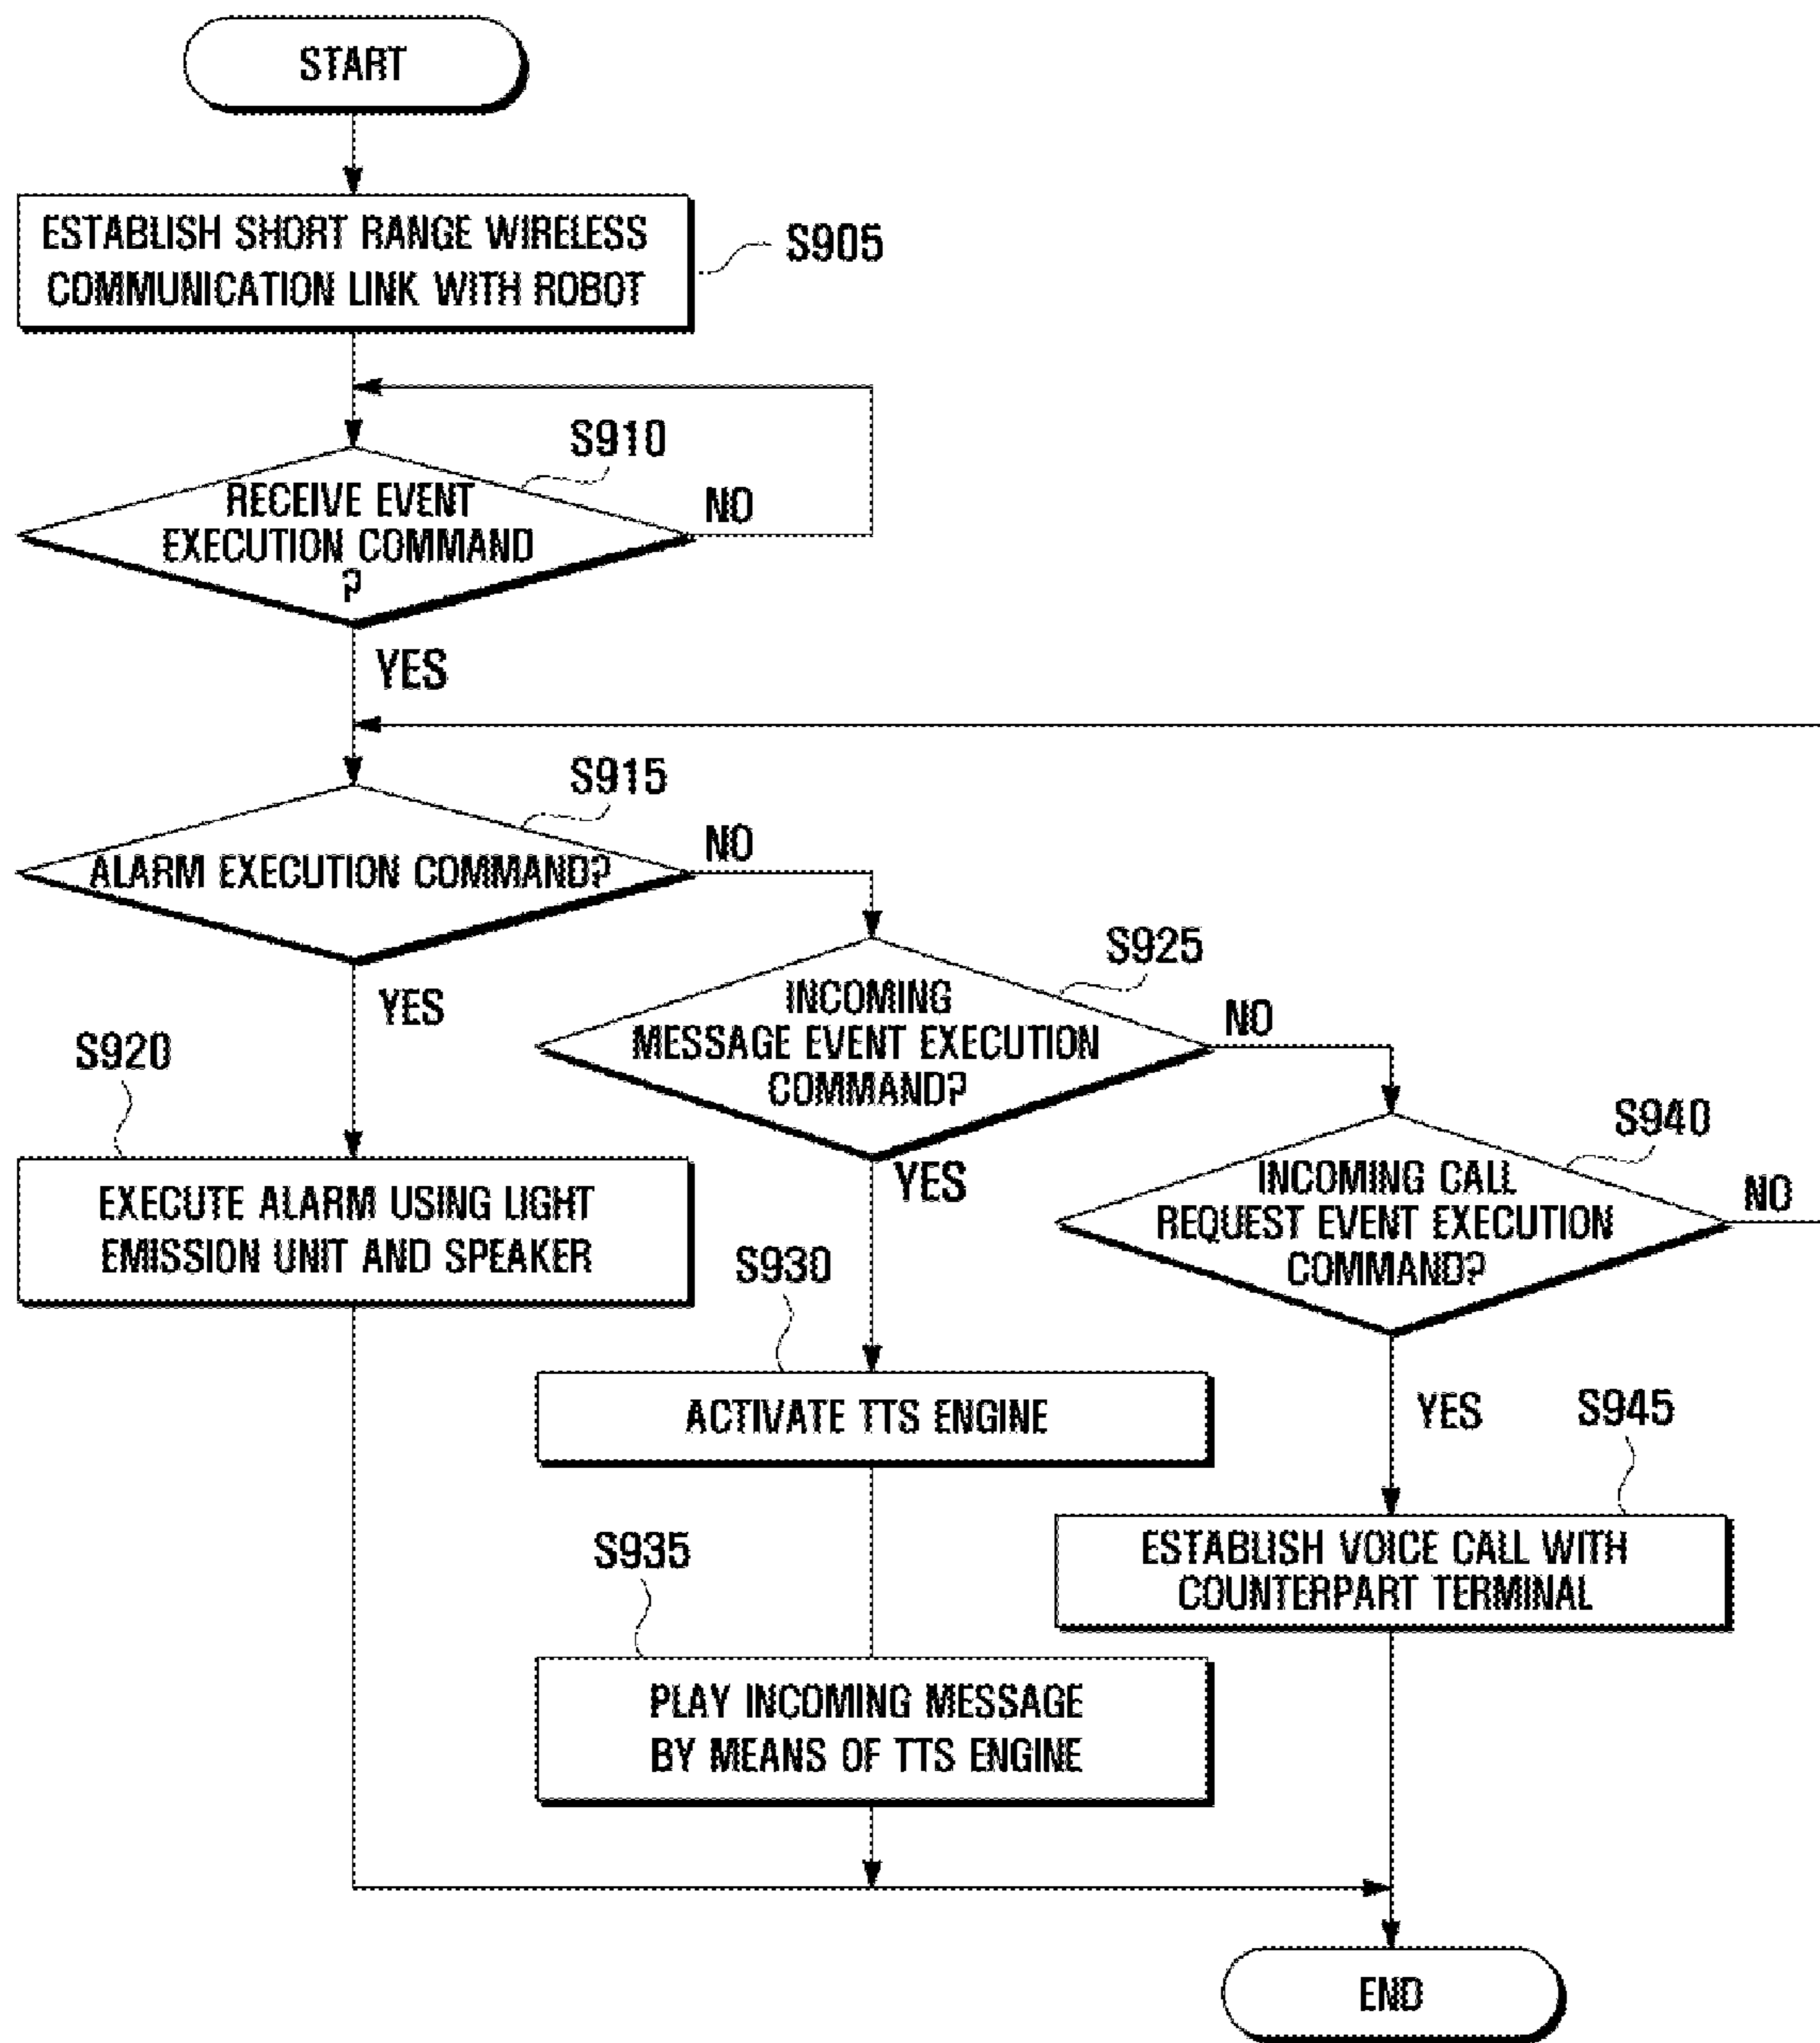 START
ESTABLISH SHORT RANGE WIRELESS
COMMUNICATION LINK WITH ROBOT
S905
S910
RECEIVE EVENT
EXECUTION COMMAND
?
NO
YES
S915
ALARM EXECUTION COMMAND?
NO
YES
S920
EXECUTE ALARM USING LIGHT
EMISSION UNIT AND SPEAKER
S925
INCOMING
MESSAGE EVENT EXECUTION
COMMAND?
NO
YES
S930
ACTIVATE TTS ENGINE
S935
PLAY INCOMING MESSAGE
BY MEANS OF TTS ENGINE
S940
INCOMING CALL
REQUEST EVENT EXECUTION
COMMAND?
NO
YES
S945
ESTABLISH VOICE CALL WITH
COUNTERPART TERMINAL
END